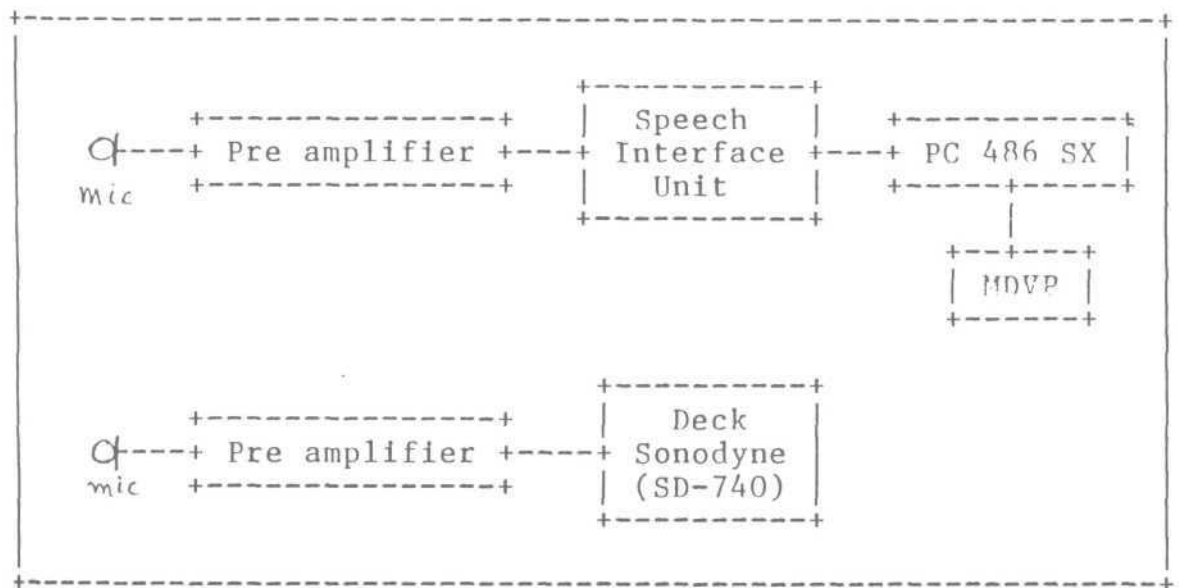 Speech
mic Pre amplifier Interface PC 486 SX
Unit
MDVP
Deck
mic Pre amplifier Sonodyne
(SD-740)